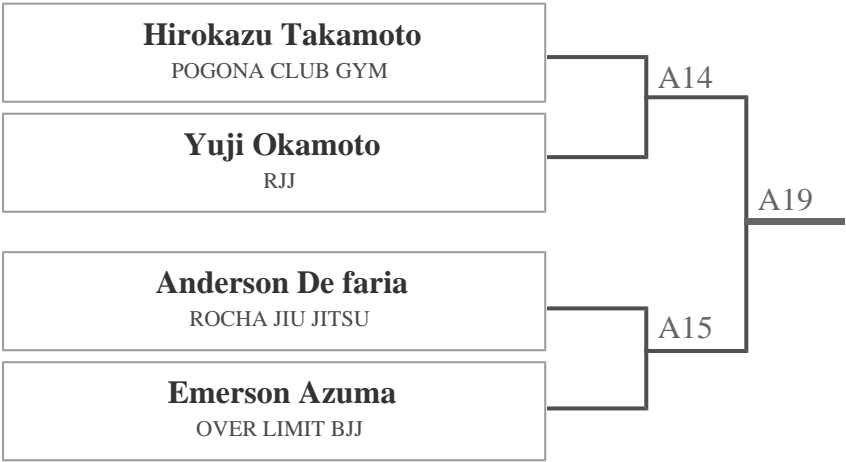 Hirokazu Takamoto
POGONA CLUB GYM
A14
Yuji Okamoto
RJJ
A19
Anderson De faria
ROCHA JIU JITSU
A15
Emerson Azuma
OVER LIMIT BJJ